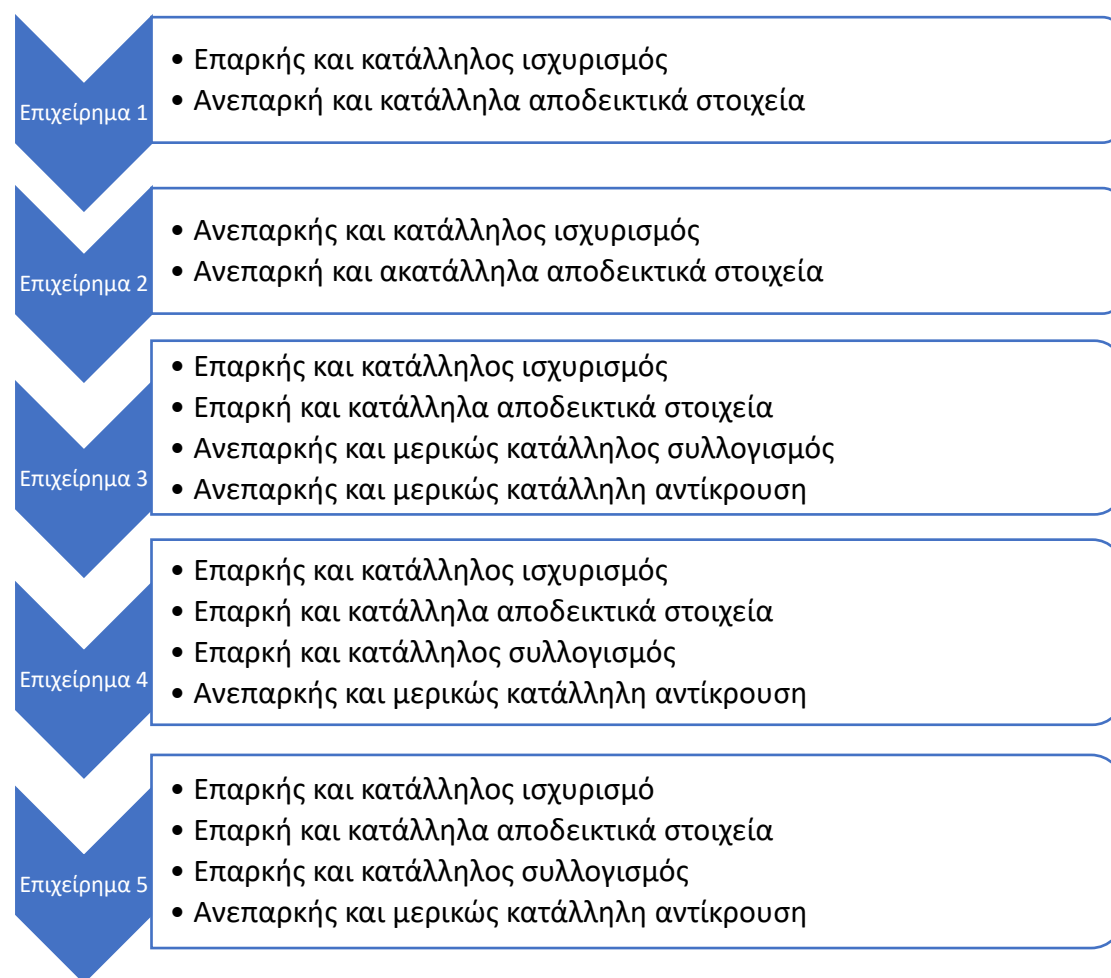 Επιχείρημα 1
• Επαρκής και κατάλληλος ισχυρισμός
• Ανεπαρκή και κατάλληλα αποδεικτικά στοιχεία
Επιχείρημα 2
• Ανεπαρκής και κατάλληλος ισχυρισμός
• Ανεπαρκή και ακατάλληλα αποδεικτικά στοιχεία
Επιχείρημα 3
• Επαρκής και κατάλληλος ισχυρισμός
• Επαρκή και κατάλληλα αποδεικτικά στοιχεία
• Ανεπαρκής και μερικώς κατάλληλος συλλογισμός
• Ανεπαρκής και μερικώς κατάλληλη αντίκρουση
Επιχείρημα 4
• Επαρκής και κατάλληλος ισχυρισμός
• Επαρκή και κατάλληλα αποδεικτικά στοιχεία
• Επαρκή και κατάλληλος συλλογισμός
• Ανεπαρκής και μερικώς κατάλληλη αντίκρουση
Επιχείρημα 5
• Επαρκής και κατάλληλος ισχυρισμό
• Επαρκή και κατάλληλα αποδεικτικά στοιχεία
• Επαρκής και κατάλληλος συλλογισμός
• Ανεπαρκής και μερικώς κατάλληλη αντίκρουση